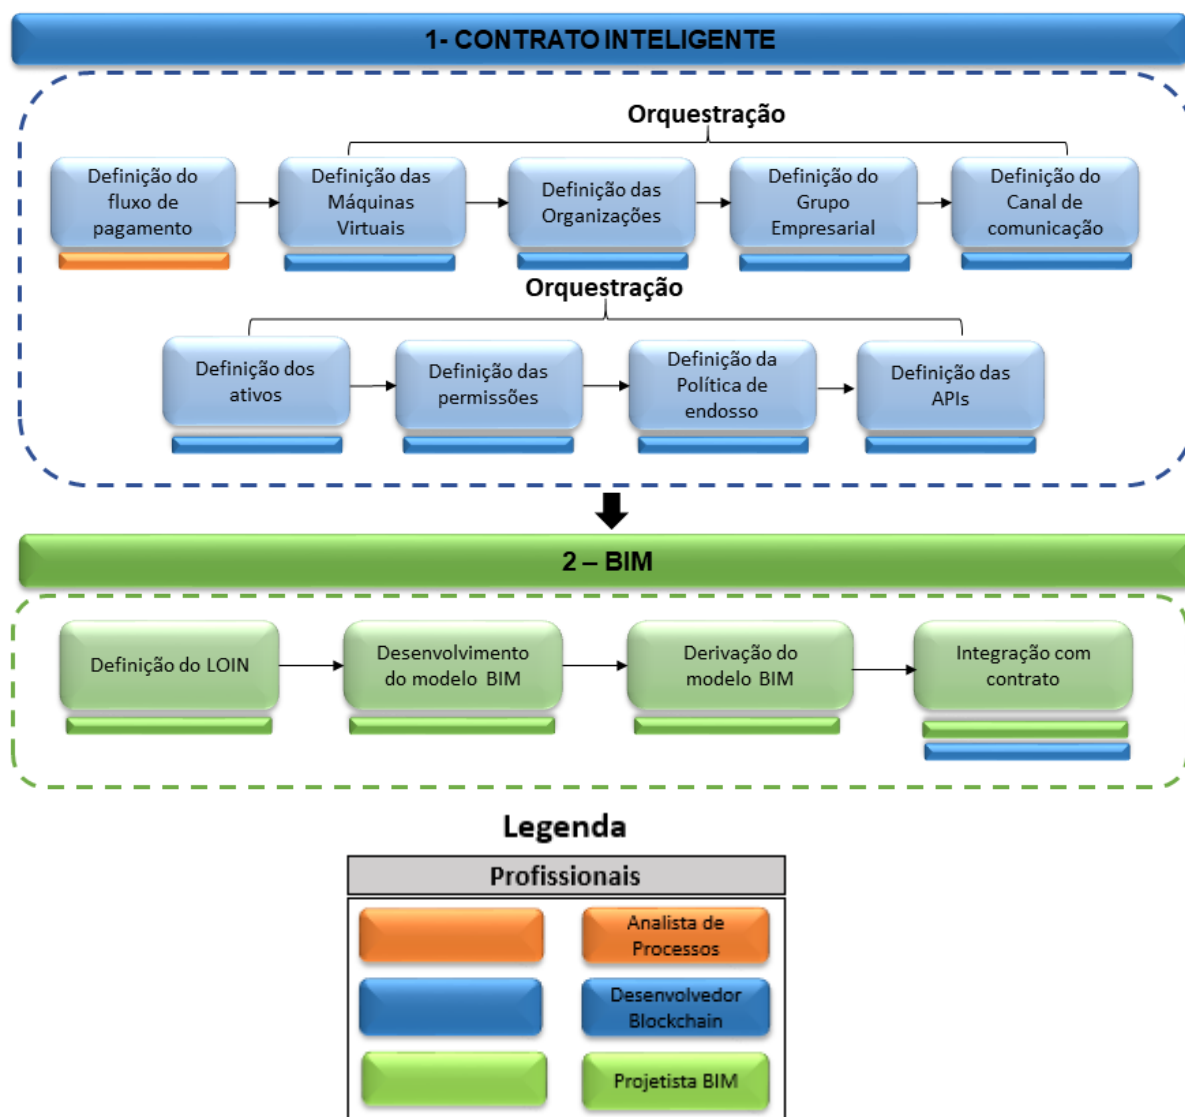 1- CONTRATO INTELIGENTE
Orquestração
Definição do
fluxo de
pagamento
Definição das
Máquinas
Virtuais
Definição das
Organizações
Definição do
Grupo
Empresarial
Definição do
Canal de
comunicação
Orquestração
Definição dos
ativos
Definição das
permissões
Definição da
Política de
endosso
Definição das
APIs
2 – BIM
Definição do LOIN
Desenvolvimento
do modelo BIM
Derivação do
modelo BIM
Integração com
contrato
Legenda
Profissionais
Analista de
Processos
Desenvolvedor
Blockchain
Projetista BIM